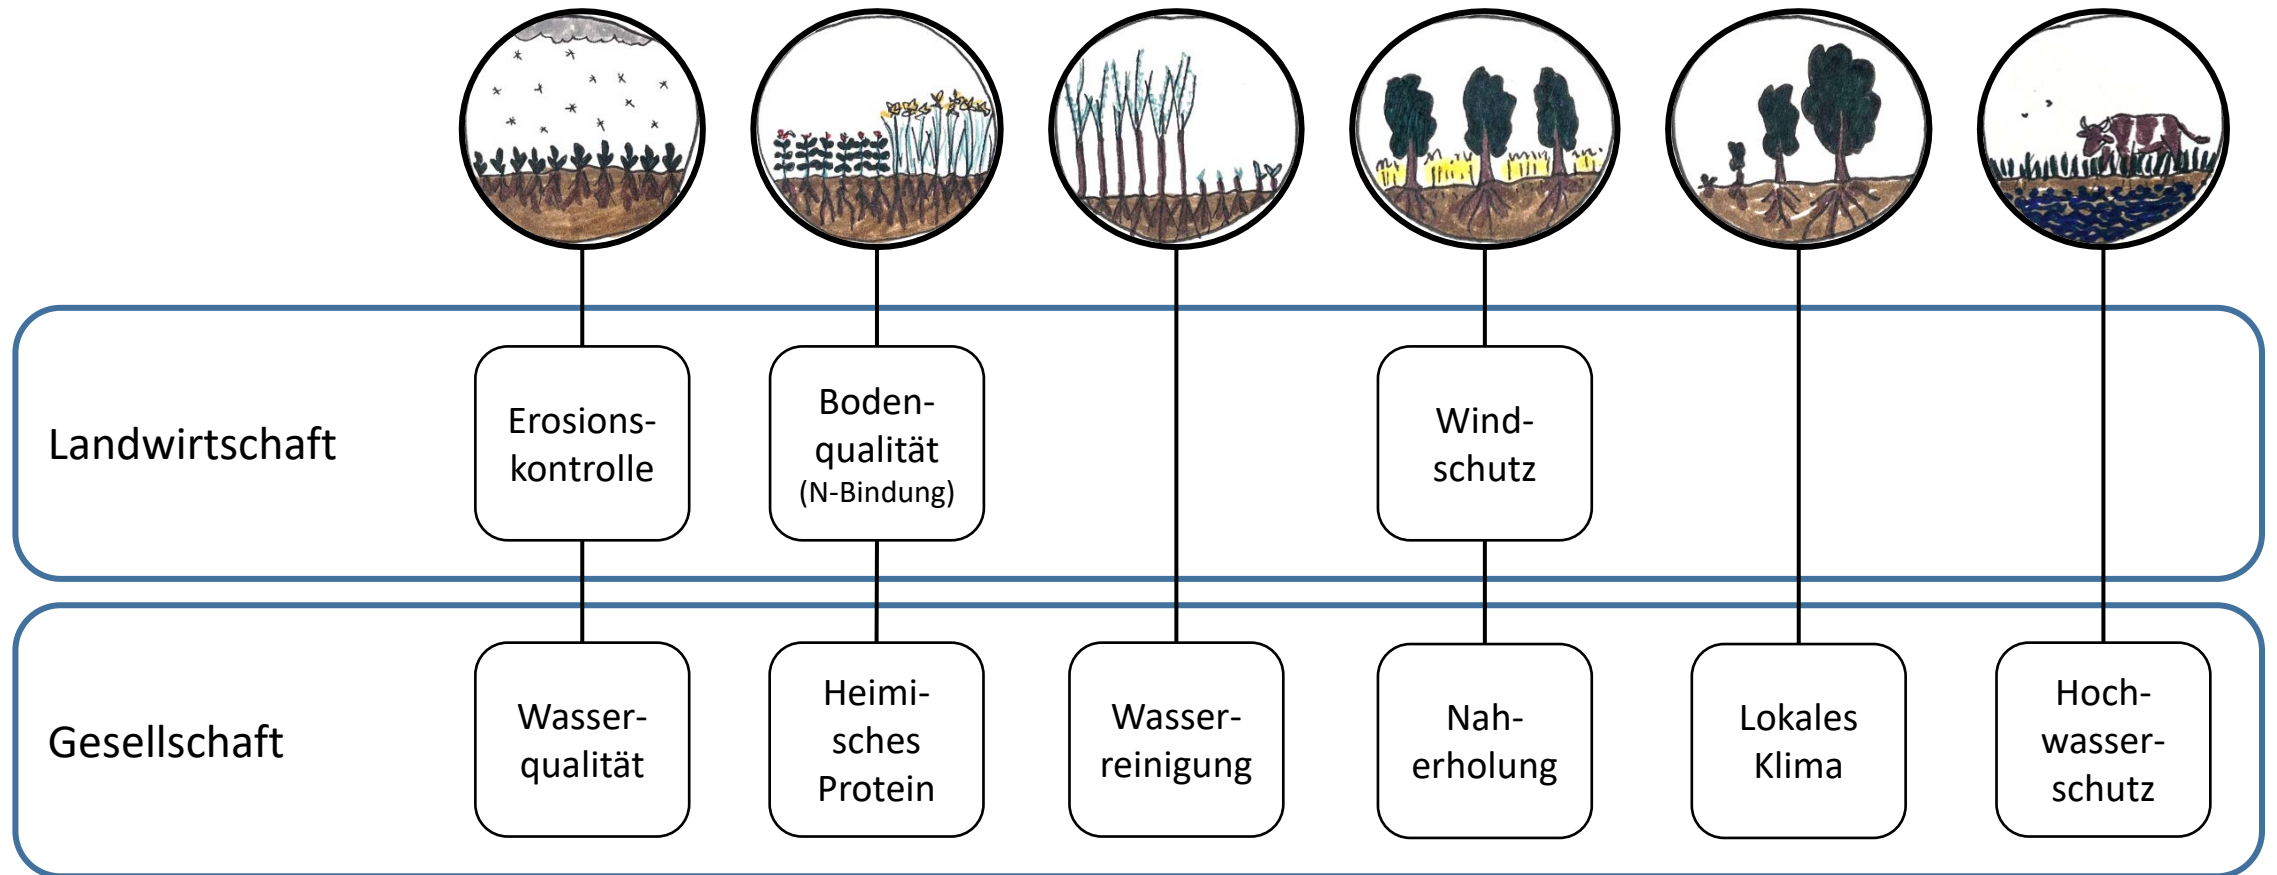 Landwirtschaft
Erosions-
kontrolle
Boden-
qualität
(N-Bindung)
Wind-
schutz
Gesellschaft
Wasser-
qualität
Heimi-
sches
Protein
Wasser-
reinigung
Nah-
erholung
Lokales
Klima
Hoch-
wasser-
schutz